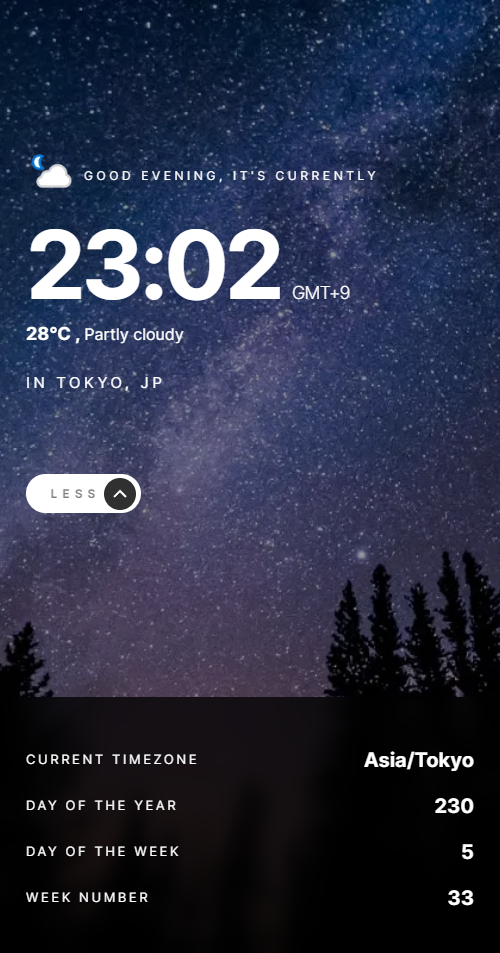 GOOD EVENING, IT'S CURRENTLY
23:02 GMT+9
28°C , Partly cloudy
IN TOKYO, JP
LESS
CURRENT TIMEZONE Asia/Tokyo
DAY OF THE YEAR 230
DAY OF THE WEEK 5
WEEK NUMBER 33